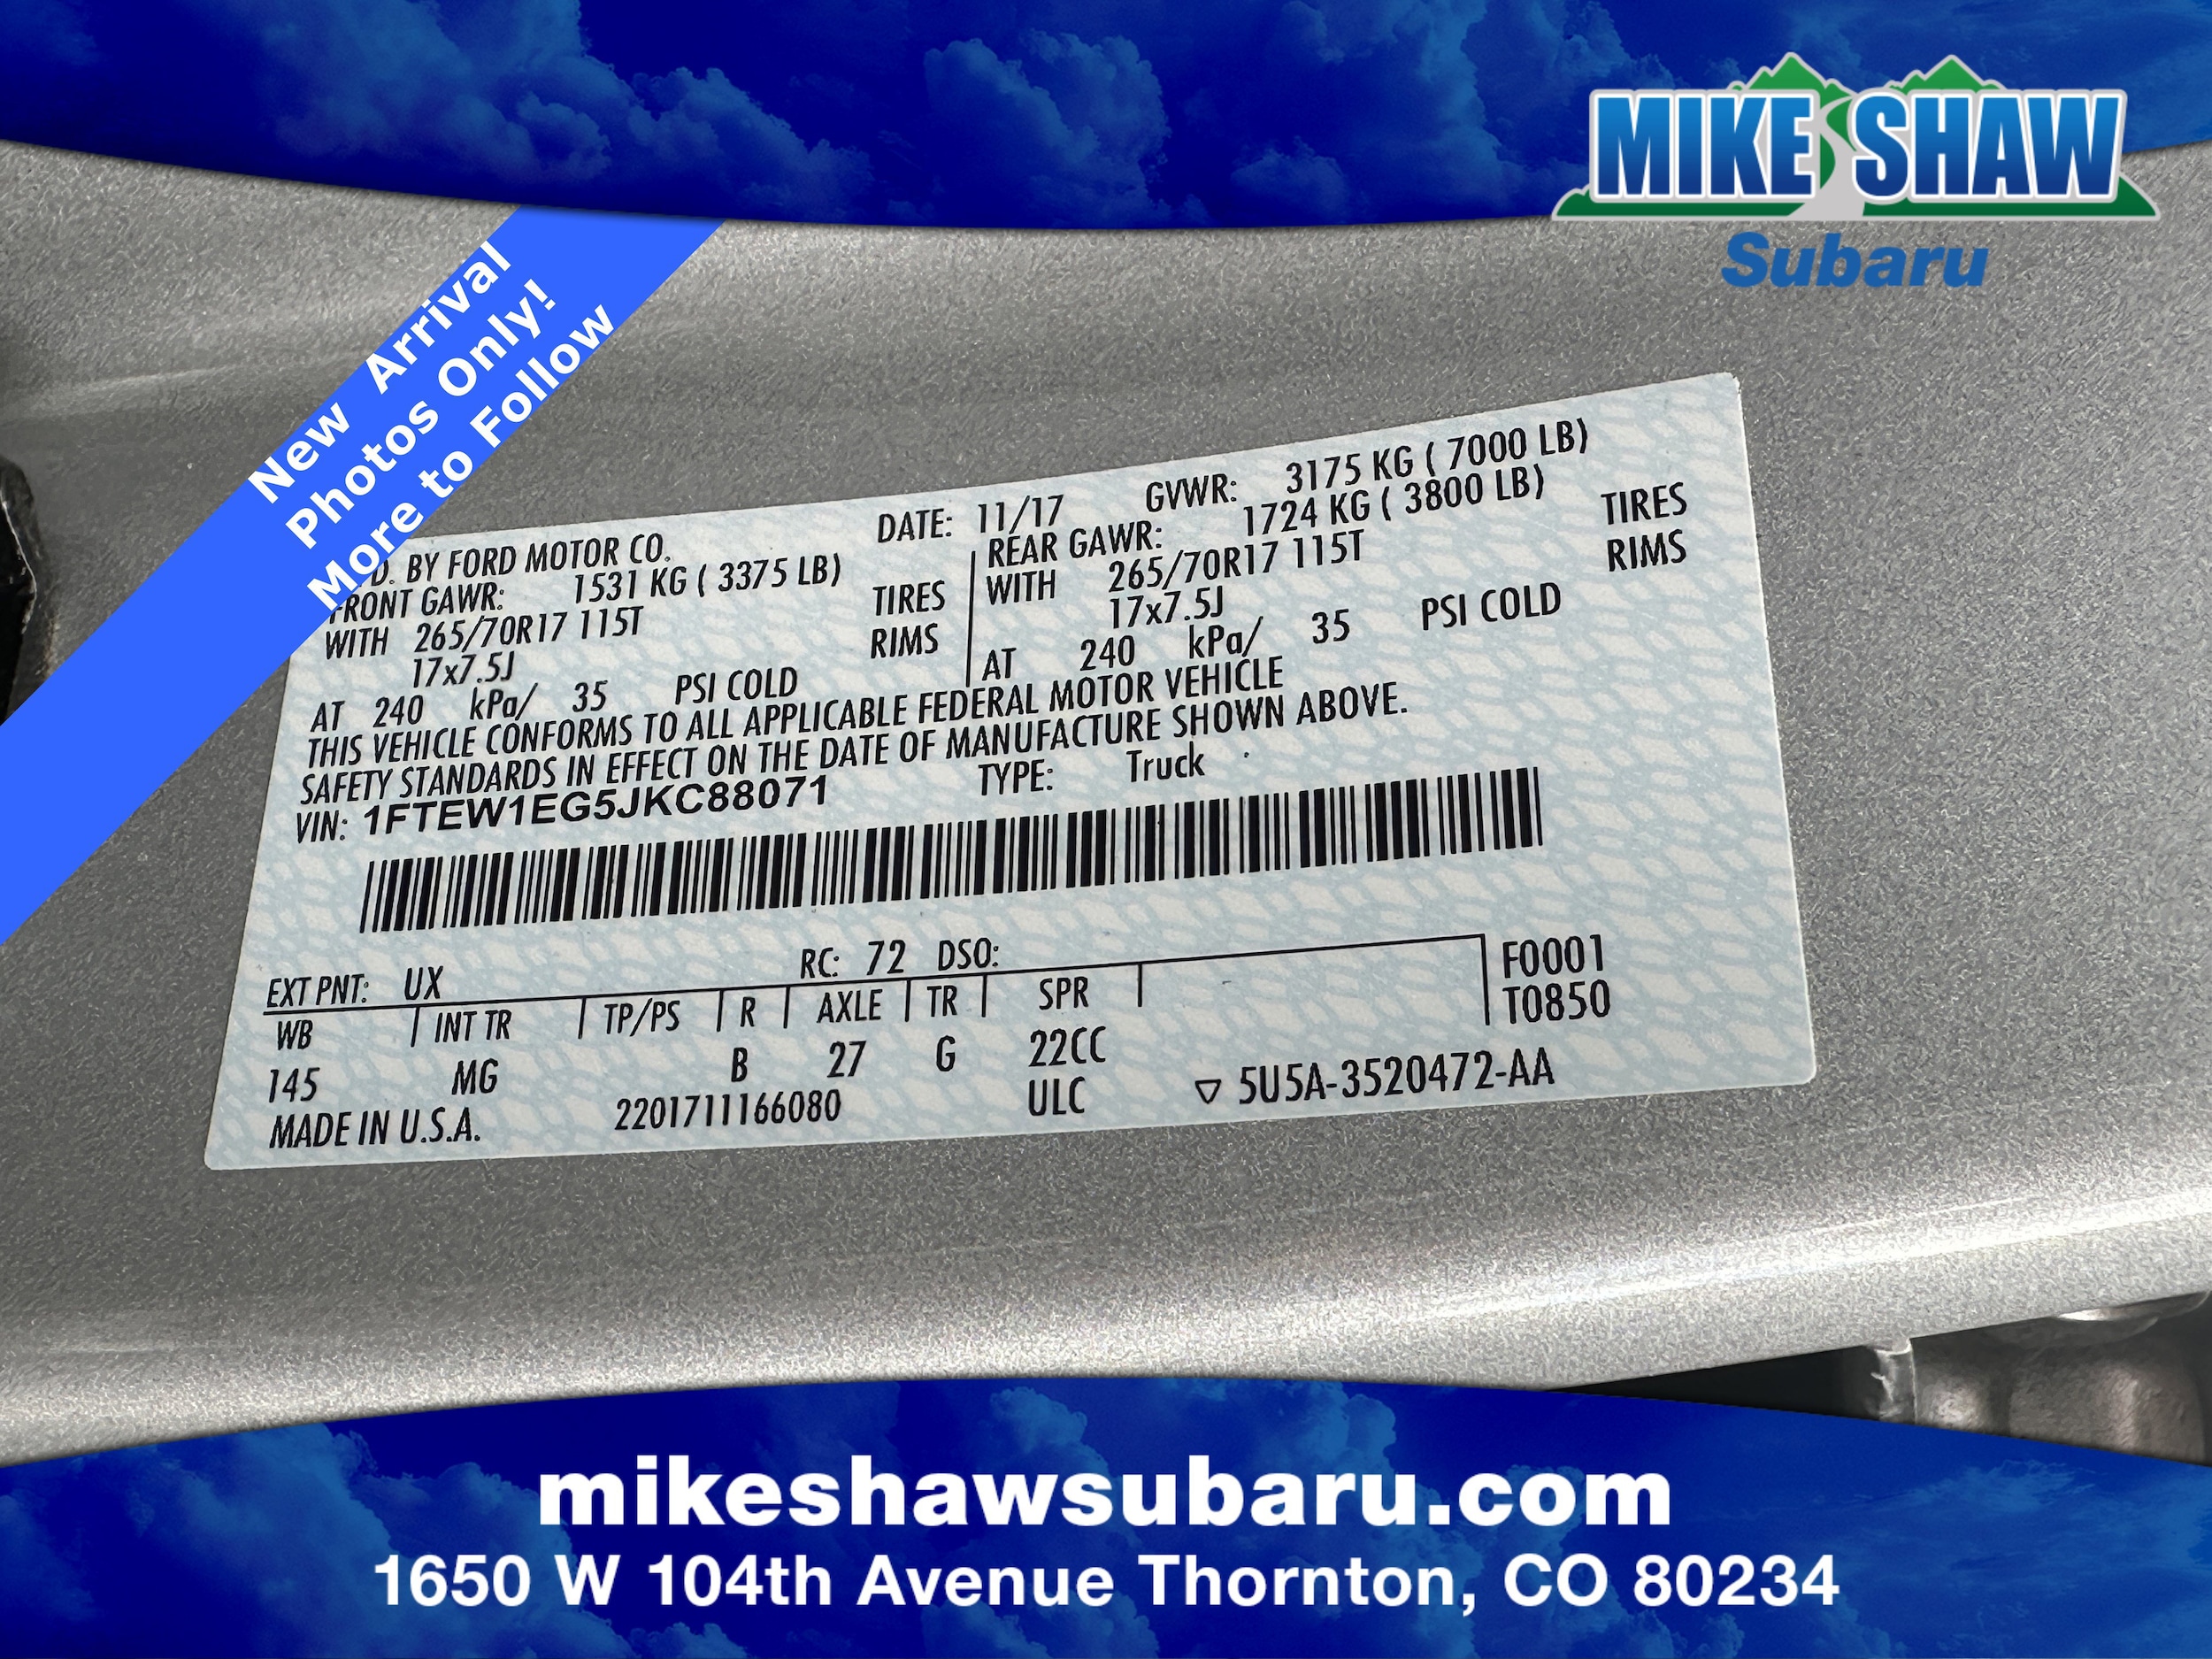 MIKE SHAW
Subaru
New Arrival
Photos Only!
More to Follow
D. BY FORD MOTOR CO. DATE: 11/17 GVWR: 3175 KG ( 7000 LB)
FRONT GAWR: 1531 KG ( 3375 LB) REAR GAWR: 1724 KG ( 3800 LB)
WITH 265/70R17 115T TIRES WITH 265/70R17 115T TIRES
17x7.5J RIMS 17x7.5J RIMS
AT 240 kPa/ 35 PSI COLD AT 240 kPa/ 35 PSI COLD
THIS VEHICLE CONFORMS TO ALL APPLICABLE FEDERAL MOTOR VEHICLE
SAFETY STANDARDS IN EFFECT ON THE DATE OF MANUFACTURE SHOWN ABOVE.
VIN: 1FTEW1EG5JKC88071 TYPE: Truck
EXT PNT: UX RC: 72 DSO: F0001
WB INT TR TP/PS R AXLE TR SPR T0850
145 MG B 27 G 22CC
MADE IN U.S.A. 2201711166080 ULC ▽ 5U5A-3520472-AA
mikeshawsubaru.com
1650 W 104th Avenue Thornton, CO 80234